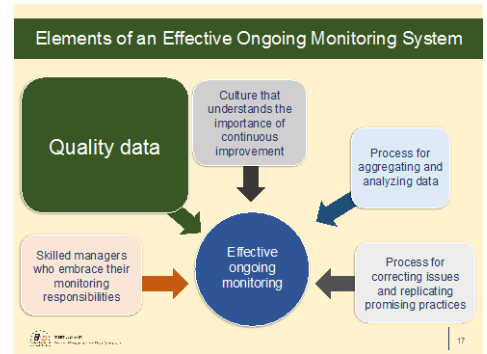 Elements of an Effective Ongoing Monitoring System
Quality data
Culture that
understands the
importance of
continuous
improvement
Process for
aggregating and
analyzing data
Skilled managers
who embrace their
monitoring
responsibilities
Effective
ongoing
monitoring
Process for
correcting issues
and replicating
promising practices
17